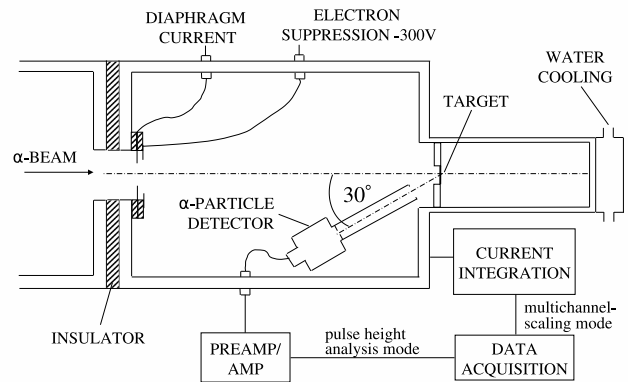 DIAPHRAGM
CURRENT
ELECTRON
SUPPRESSION -300V
WATER
COOLING
TARGET
α-BEAM
30°
α-PARTICLE
DETECTOR
INSULATOR
CURRENT
INTEGRATION
multichannel-
scaling mode
PREAMP/
AMP
pulse height
analysis mode
DATA
ACQUISITION